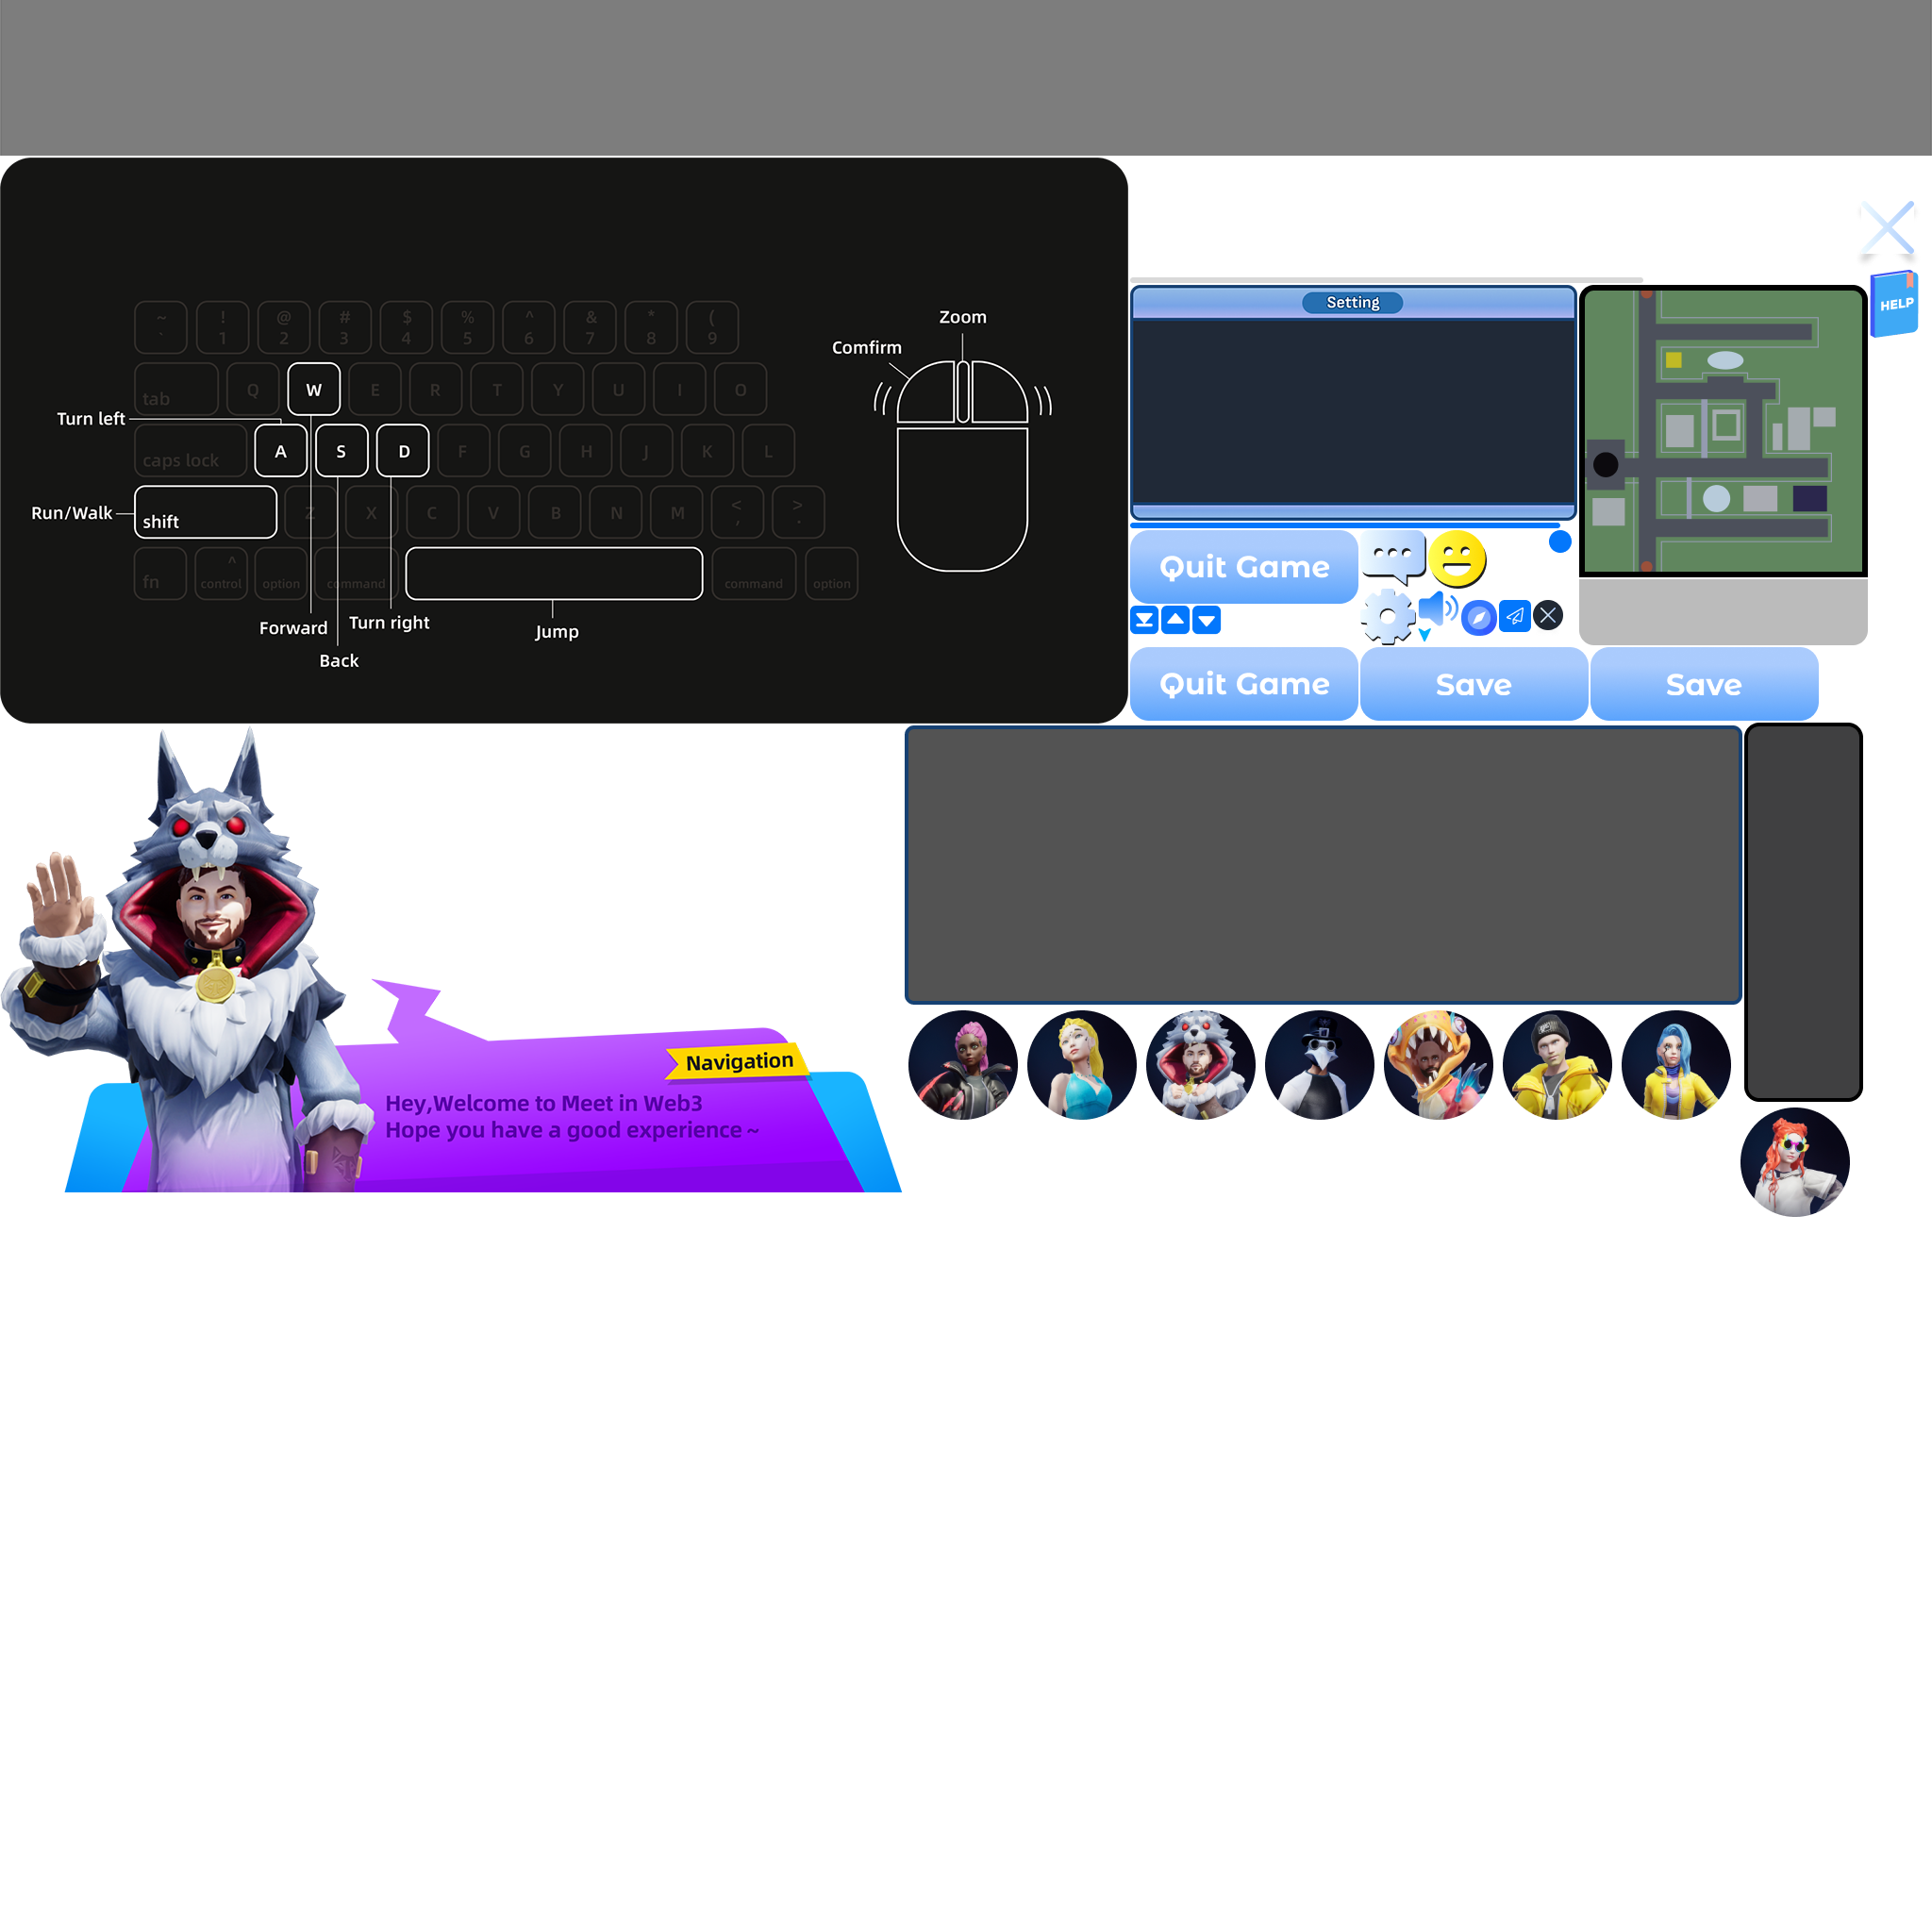 ~ ! @ # $ % ^ & * (
` 1 2 3 4 5 6 7 8 9
tab Q W E R T Y U I O
Turn left
caps lock A S D F G H J K L
Run/Walk
shift Z X C V B N M < >
, .
fn ^ control option command command option
Forward
Turn right
Back
Jump
Zoom
Comfirm
Setting
HELP
Quit Game
Quit Game
Save
Save
Navigation
Hey,Welcome to Meet in Web3
Hope you have a good experience ~